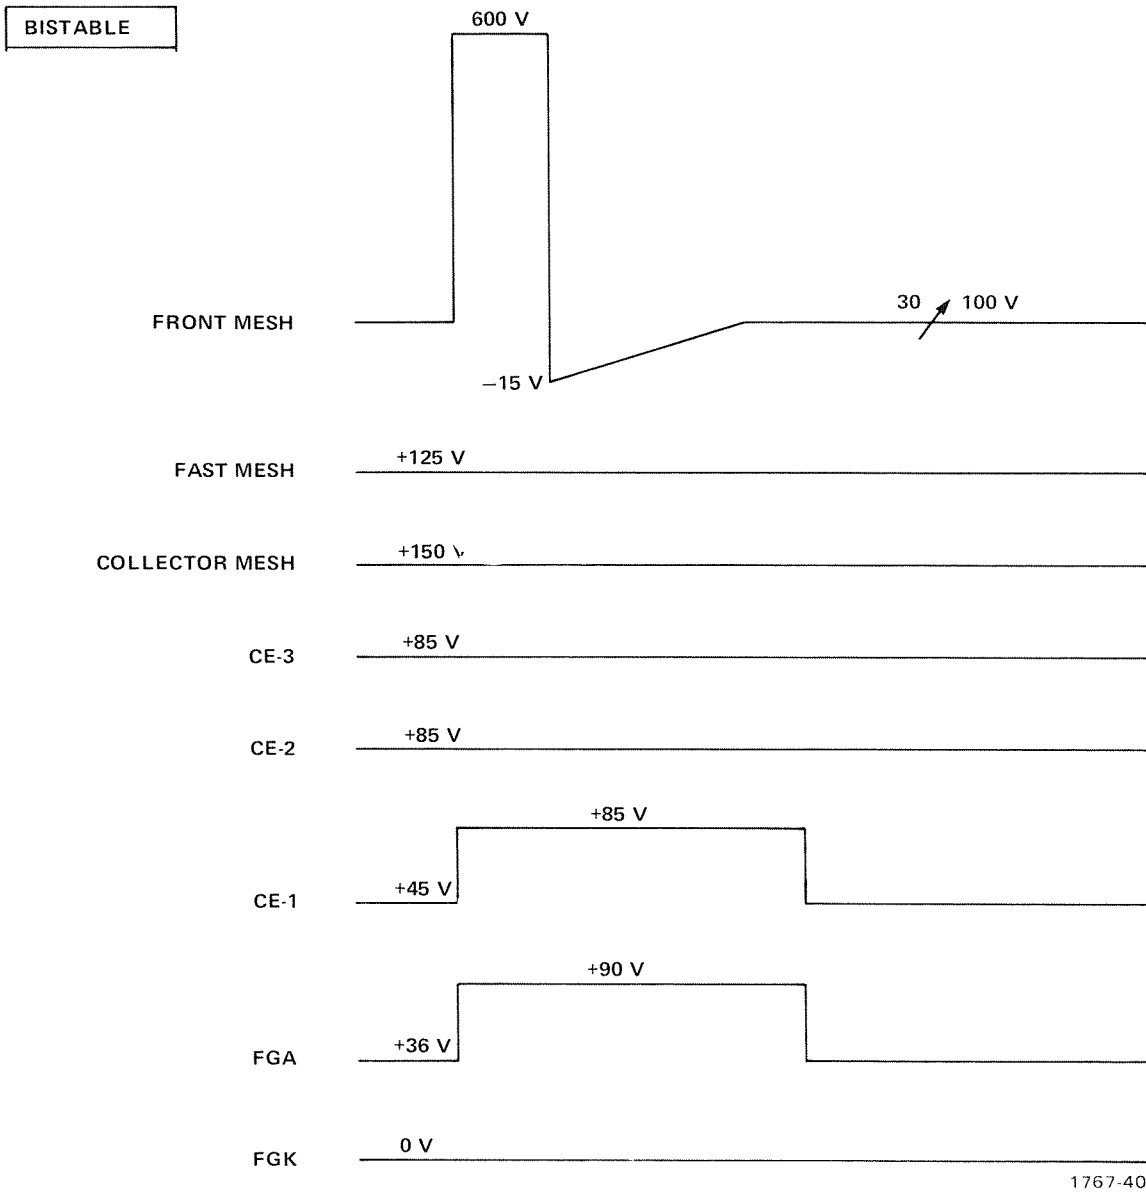 BISTABLE
600 V
FRONT MESH
30 100 V
—15 V
FAST MESH +125 V
COLLECTOR MESH +150
CE-3 +85 V
CE-2 +85 V
+85 V
CE-1 +45 V
+90 V
FGA +36 V
FGK 0 V
1767-40